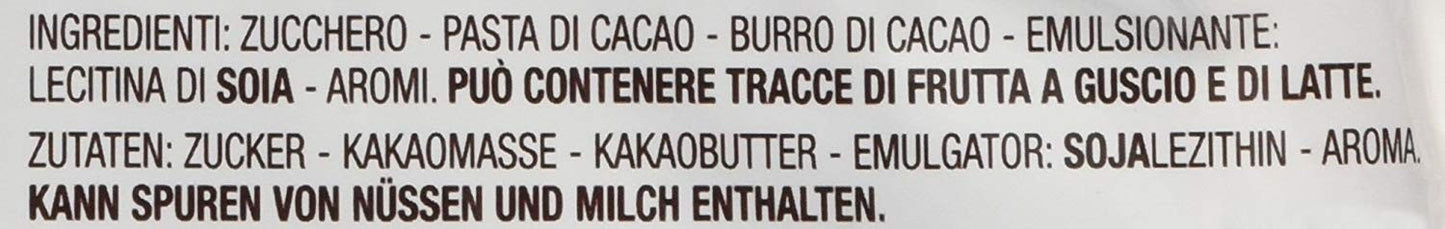 INGREDIENTI: ZUCCHERO - PASTA DI CACAO - BURRO DI CACAO - EMULSIONANTE:
LECITINA DI SOIA - AROMI. PUÒ CONTENERE TRACCE DI FRUTTA A GUSCIO E DI LATTE.
ZUTATEN: ZUCKER - KAKAOMASSE - KAKAOBUTTER - EMULGATOR: SOJALEZITHIN - AROMA.
KANN SPUREN VON NÜSSEN UND MILCH ENTHALTEN.